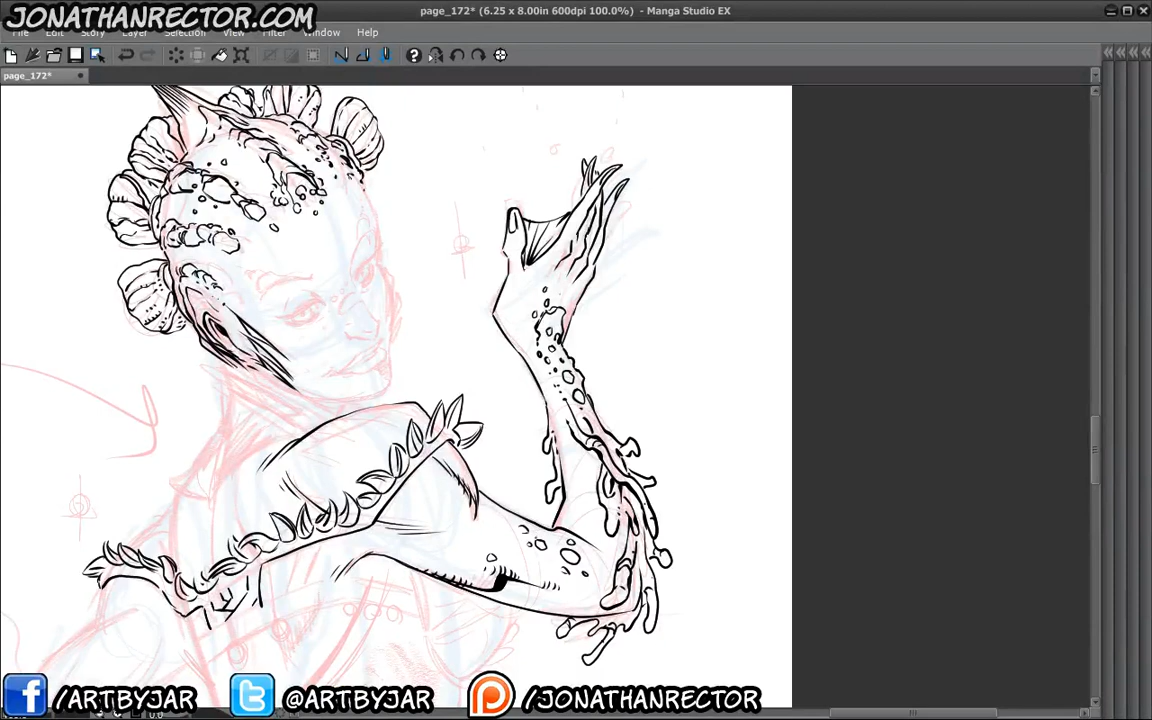 JONATHANRECTOR.COM
page_172* (6.25 x 8.00in 600dpi 100.0%) - Manga Studio EX
File Edit Story Layer Selection View Filter Window Help
page_172*
/ARTBYJAR @ARTBYJAR /JONATHANRECTOR